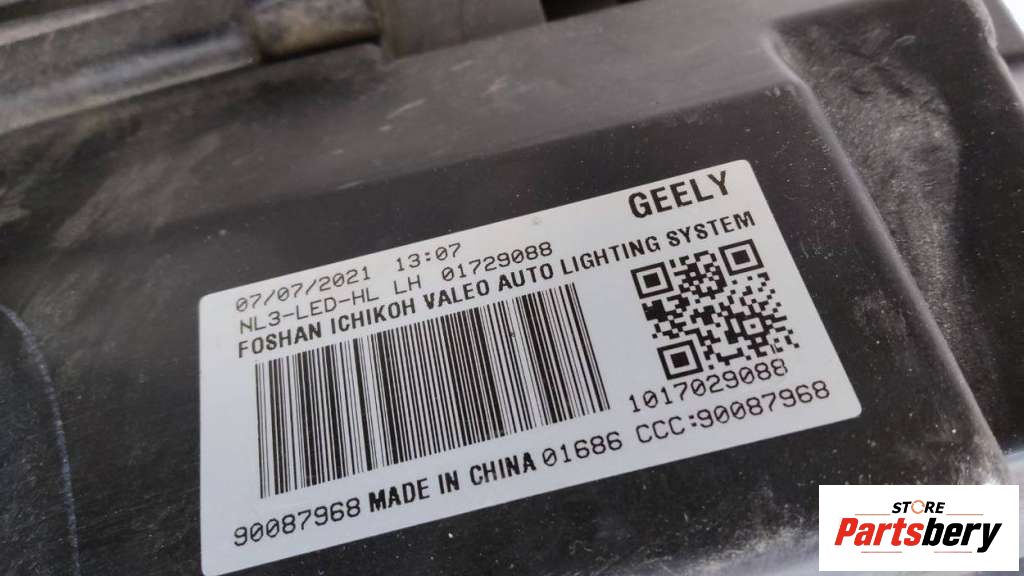 GEELY
07/07/2021 13:07
NL3-LED-HL LH 01729088
FOSHAN ICHIKOH VALEO AUTO LIGHTING SYSTEM
1017029088
90087968 MADE IN CHINA 01686 CCC:90087968
STORE
Partsbery